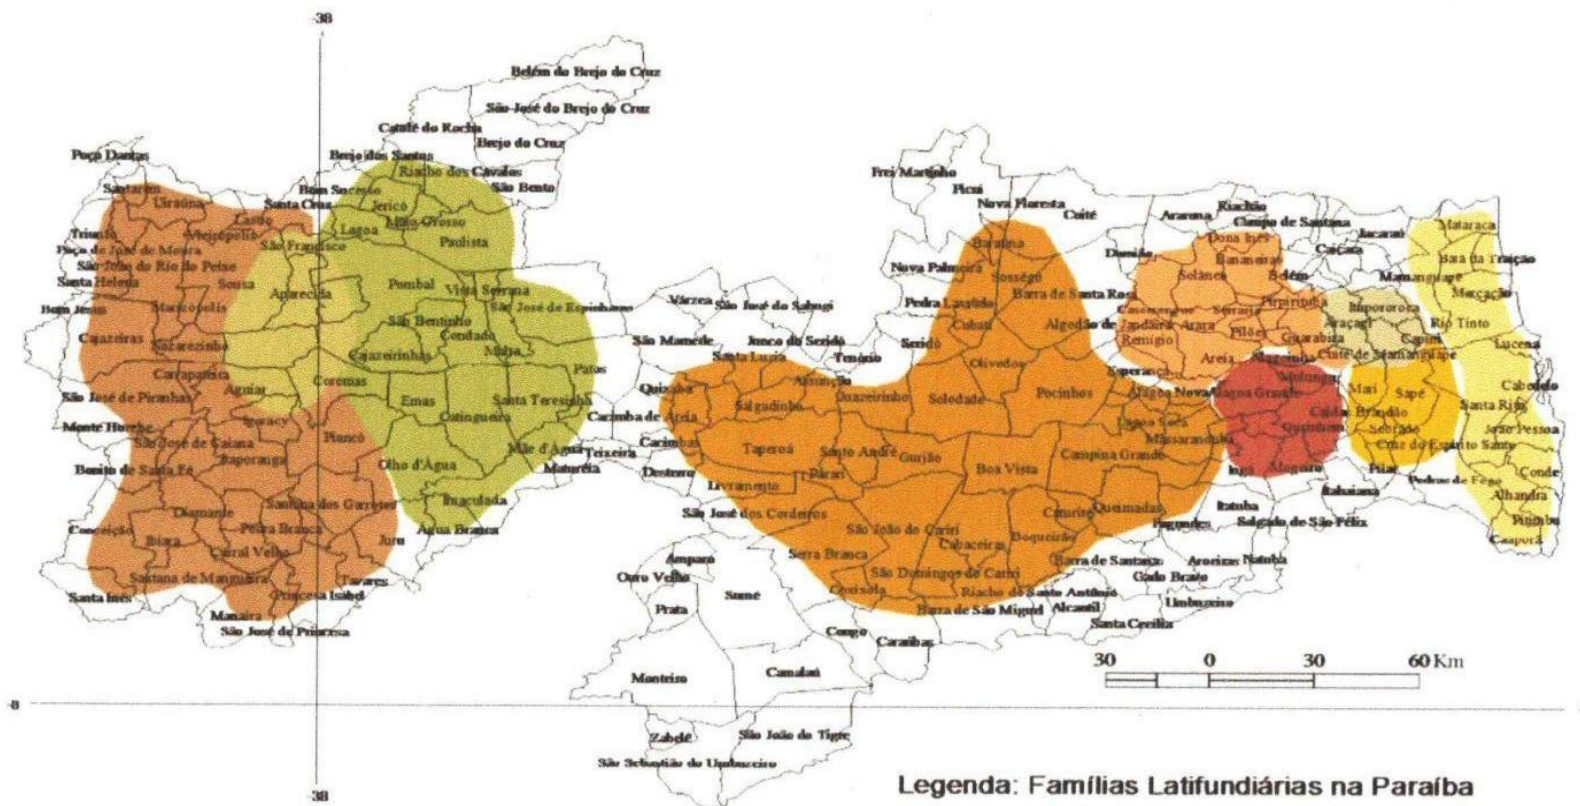 -38
Belém do Brejo do Cruz
São José do Brejo do Cruz
Catolé do Rocha
Brejo do Cruz
Poço Dantas
Brejo dos Santos
Riacho dos Cavalos
Frei Martinho
Santarém
Bom Sucesso
São Bento
Picuí
Uiraúna
Santa Cruz
Jericó
Nova Floresta
Riachão
Lastro
Mato Grosso
Cuité
Araruna
Campo de Santana
Triunfo
Vieirópolis
Lagoa
Mataraca
Poço de José de Moura
São Francisco
Paulista
Baraúna
Dona Inês
Jacaraú
São João do Rio do Peixe
Damião
Bananeiras
Caiçara
Baía da Traição
Santa Helena
Sousa
Pombal
Vista Serrana
Nova Palmeira
Sossêgo
Solânea
Belém
Mamanguape
Aparecida
São José de Espinharas
Várzea
São José do Sabugi
Pedra Lavrada
Barra de Santa Rosa
Pirpirituba
Itapororoca
Marcação
Bom Jesus
Marizópolis
São Bentinho
Cubati
Algodão de Jandaíra
Arara
Serraria
Araçagi
Rio Tinto
Cajazeiras
Nazarezinho
Condado
São Mamede
Junco do Seridó
Seridó
Remígio
Pilões
Guarabira
Capim
Lucena
Cajazeirinhas
Malta
Santa Luzia
Tenório
Olivedos
Areia
Cuité de Mamanguape
Carrapateira
Patos
Esperança
Mulungu
Aguiar
Coremas
Quixaba
Assunção
Pocinhos
Mari
Sapé
Cabedelo
São José de Piranhas
Emas
Santa Teresinha
Salgadinho
Juazeirinho
Soledade
Alagoa Nova
Alagoa Grande
Santa Rita
Monte Horebe
Igaracy
Piancó
Catingueira
Cacimba de Areia
Lagoa Seca
Caldas Brandão
João Pessoa
São José de Caiana
Mãe d'Água
Cacimbas
Taperoá
Santo André
Gurjão
Massaranduba
Gurinhém
Sobrado
Itaporanga
Teixeira
Campina Grande
Cruz do Espírito Santo
Bonito de Santa Fé
Olho d'Água
Maturéia
Desterro
Parari
Boa Vista
Ingá
Mogeiro
Pilar
Conde
Livramento
Pedras de Fogo
Santana dos Garrotes
Imaculada
Itabaiana
Alhandra
Diamante
São José dos Cordeiros
Caturité
Queimadas
Itatuba
Conceição
Pedra Branca
Água Branca
São João do Cariri
Fagundes
Salgado de São Félix
Pitimbu
Ibiara
Juru
Boqueirão
Caaporã
Curral Velho
Serra Branca
Cabaceiras
Amparo
Barra de Santana
Aroeiras
Natuba
Santana de Mangueira
Tavares
Ouro Velho
São Domingos do Cariri
Gado Bravo
Santa Inês
Princesa Isabel
Sumé
Coxixola
Riacho de Santo Antônio
Prata
Barra de São Miguel
Alcantil
Umbuzeiro
Manaíra
Santa Cecília
São José de Princesa
Congo
Caraúbas
30 0 30 60 Km
Monteiro
Camalaú
-8
Zabelê
São João do Tigre
São Sebastião do Umbuzeiro
Legenda: Famílias Latifundiárias na Paraíba
-38